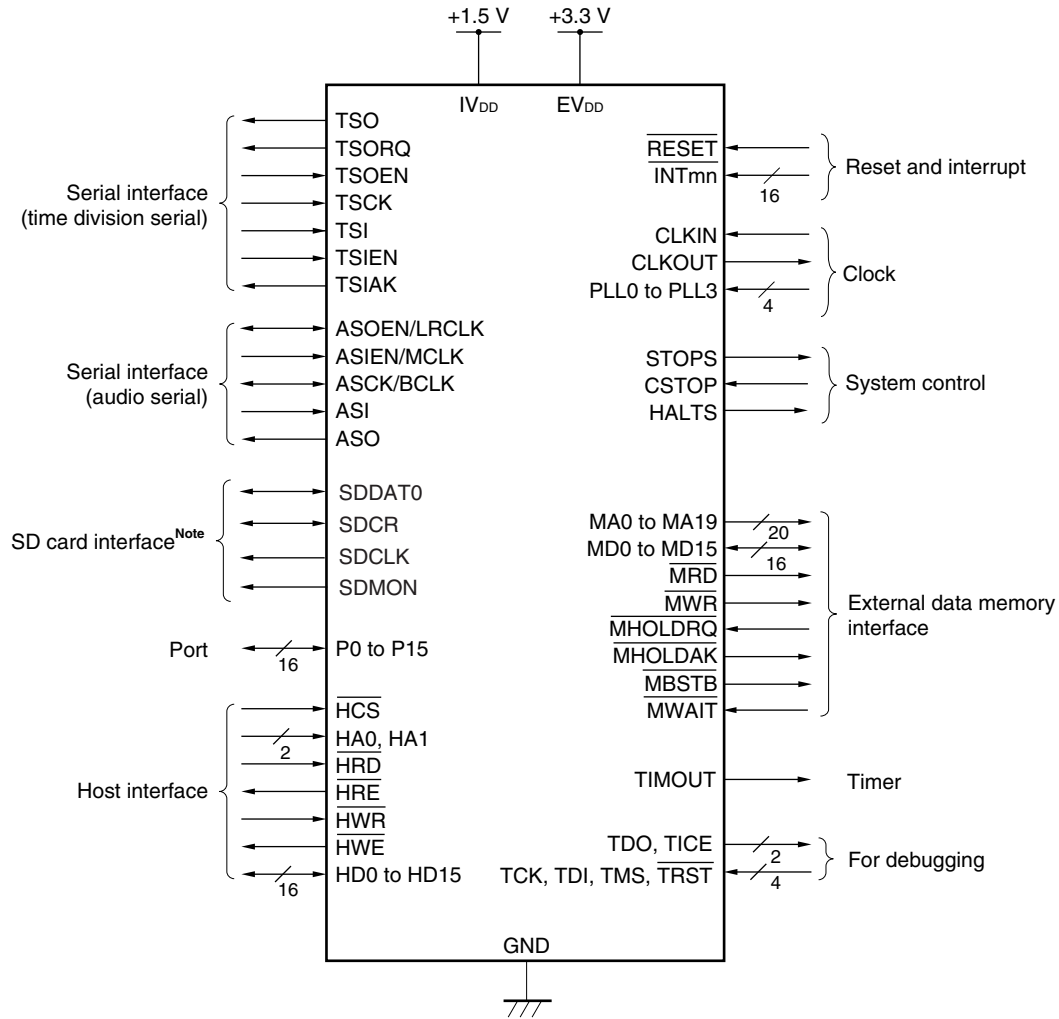 +1.5 V +3.3 V
IVDD EVDD
TSO
TSORQ
TSOEN
TSCK
TSI
TSIEN
TSIAK
Serial interface
(time division serial)
ASOEN/LRCLK
ASIEN/MCLK
ASCK/BCLK
ASI
ASO
Serial interface
(audio serial)
SDDAT0
SDCR
SDCLK
SDMON
SD card interface Note
Port
16
P0 to P15
HCS
HA0, HA1
2
HRD
HRE
HWR
HWE
HD0 to HD15
16
Host interface
RESET
INTmn
16
Reset and interrupt
CLKIN
CLKOUT
PLL0 to PLL3
4
Clock
STOPS
CSTOP
HALTS
System control
MA0 to MA19
20
MD0 to MD15
16
MRD
MWR
MHOLDRQ
MHOLDAK
MBSTB
MWAIT
External data memory
interface
TIMOUT
Timer
TDO, TICE
2
TCK, TDI, TMS, TRST
4
For debugging
GND